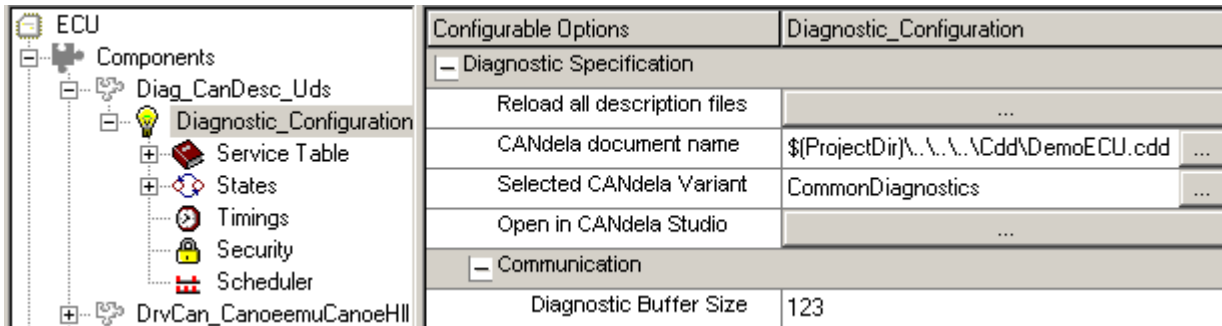 ECU
Components
Diag_CanDesc_Uds
Diagnostic_Configuration
Service Table
States
Timings
Security
Scheduler
DrvCan_CanoeemuCanoeHll
Configurable Options Diagnostic_Configuration
Diagnostic Specification
Reload all description files ...
CANdela document name $(ProjectDir)\..\..\..\Cdd\DemoECU.cdd ...
Selected CANdela Variant CommonDiagnostics ...
Open in CANdela Studio ...
Communication
Diagnostic Buffer Size 123